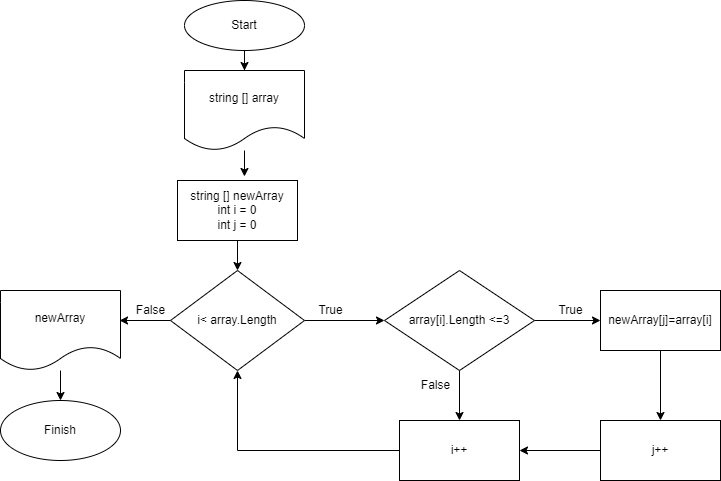 Start
string [] array
string [] newArray
int i = 0
int j = 0
i< array.Length
False
True
newArray
array[i].Length <=3
True
False
newArray[j]=array[i]
Finish
i++
j++